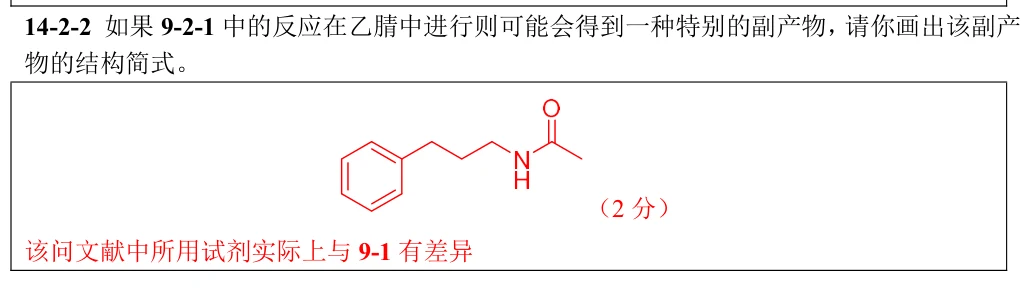 14-2-2 如果 9-2-1 中的反应在乙腈中进行则可能会得到一种特别的副产物，请你画出该副产
物的结构简式。
O
N
H
（2 分）
该问文献中所用试剂实际上与 9-1 有差异